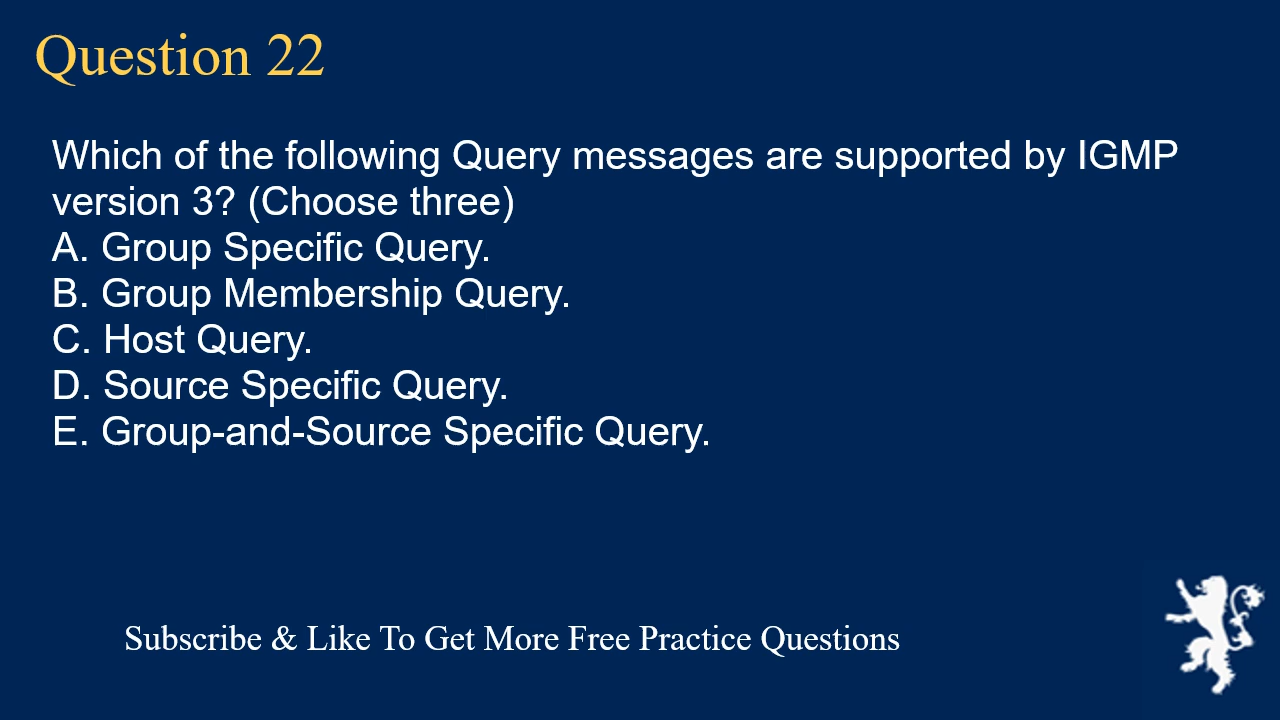 Question 22
Which of the following Query messages are supported by IGMP
version 3? (Choose three)
A. Group Specific Query.
B. Group Membership Query.
C. Host Query.
D. Source Specific Query.
E. Group-and-Source Specific Query.
Subscribe & Like To Get More Free Practice Questions